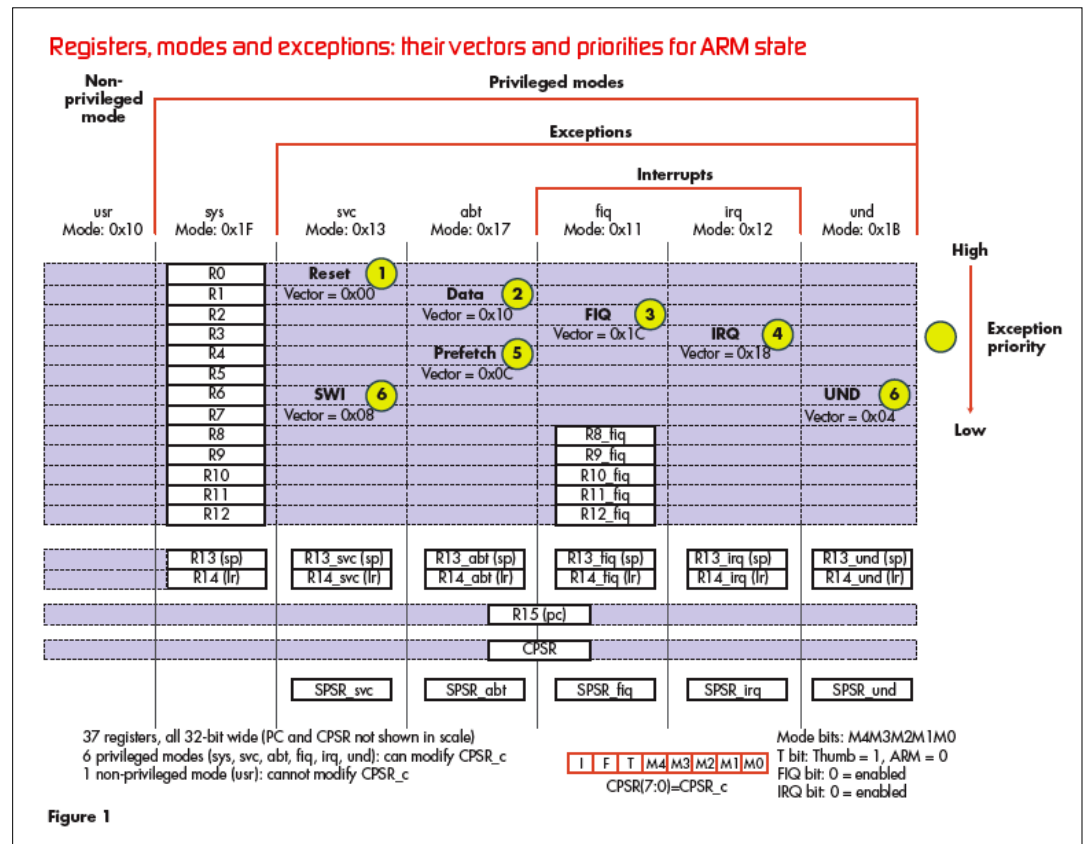 Registers, modes and exceptions: their vectors and priorities for ARM state
Non-
privileged
mode
Privileged modes
Exceptions
Interrupts
usr
Mode: 0x10
sys
Mode: 0x1F
svc
Mode: 0x13
abt
Mode: 0x17
fiq
Mode: 0x11
irq
Mode: 0x12
und
Mode: 0x1B
High
Exception
priority
Low
R0
R1
R2
R3
R4
R5
R6
R7
R8
R9
R10
R11
R12
Reset 1
Vector = 0x00
Data 2
Vector = 0x10
FIQ 3
Vector = 0x1C
IRQ 4
Vector = 0x18
Prefetch 5
Vector = 0x0C
SWI 6
Vector = 0x08
UND 6
Vector = 0x04
R8_fiq
R9_fiq
R10_fiq
R11_fiq
R12_fiq
R13 (sp) R13_svc (sp) R13_abt (sp) R13_fiq (sp) R13_irq (sp) R13_und (sp)
R14 (lr) R14_svc (lr) R14_abt (lr) R14_fiq (lr) R14_irq (lr) R14_und (lr)
R15 (pc)
CPSR
SPSR_svc SPSR_abt SPSR_fiq SPSR_irq SPSR_und
37 registers, all 32-bit wide (PC and CPSR not shown in scale)
6 privileged modes (sys, svc, abt, fiq, irq, und): can modify CPSR_c
1 non-privileged mode (usr): cannot modify CPSR_c
I F T M4 M3 M2 M1 M0
CPSR(7:0)=CPSR_c
Mode bits: M4M3M2M1M0
T bit: Thumb = 1, ARM = 0
FIQ bit: 0 = enabled
IRQ bit: 0 = enabled
Figure 1